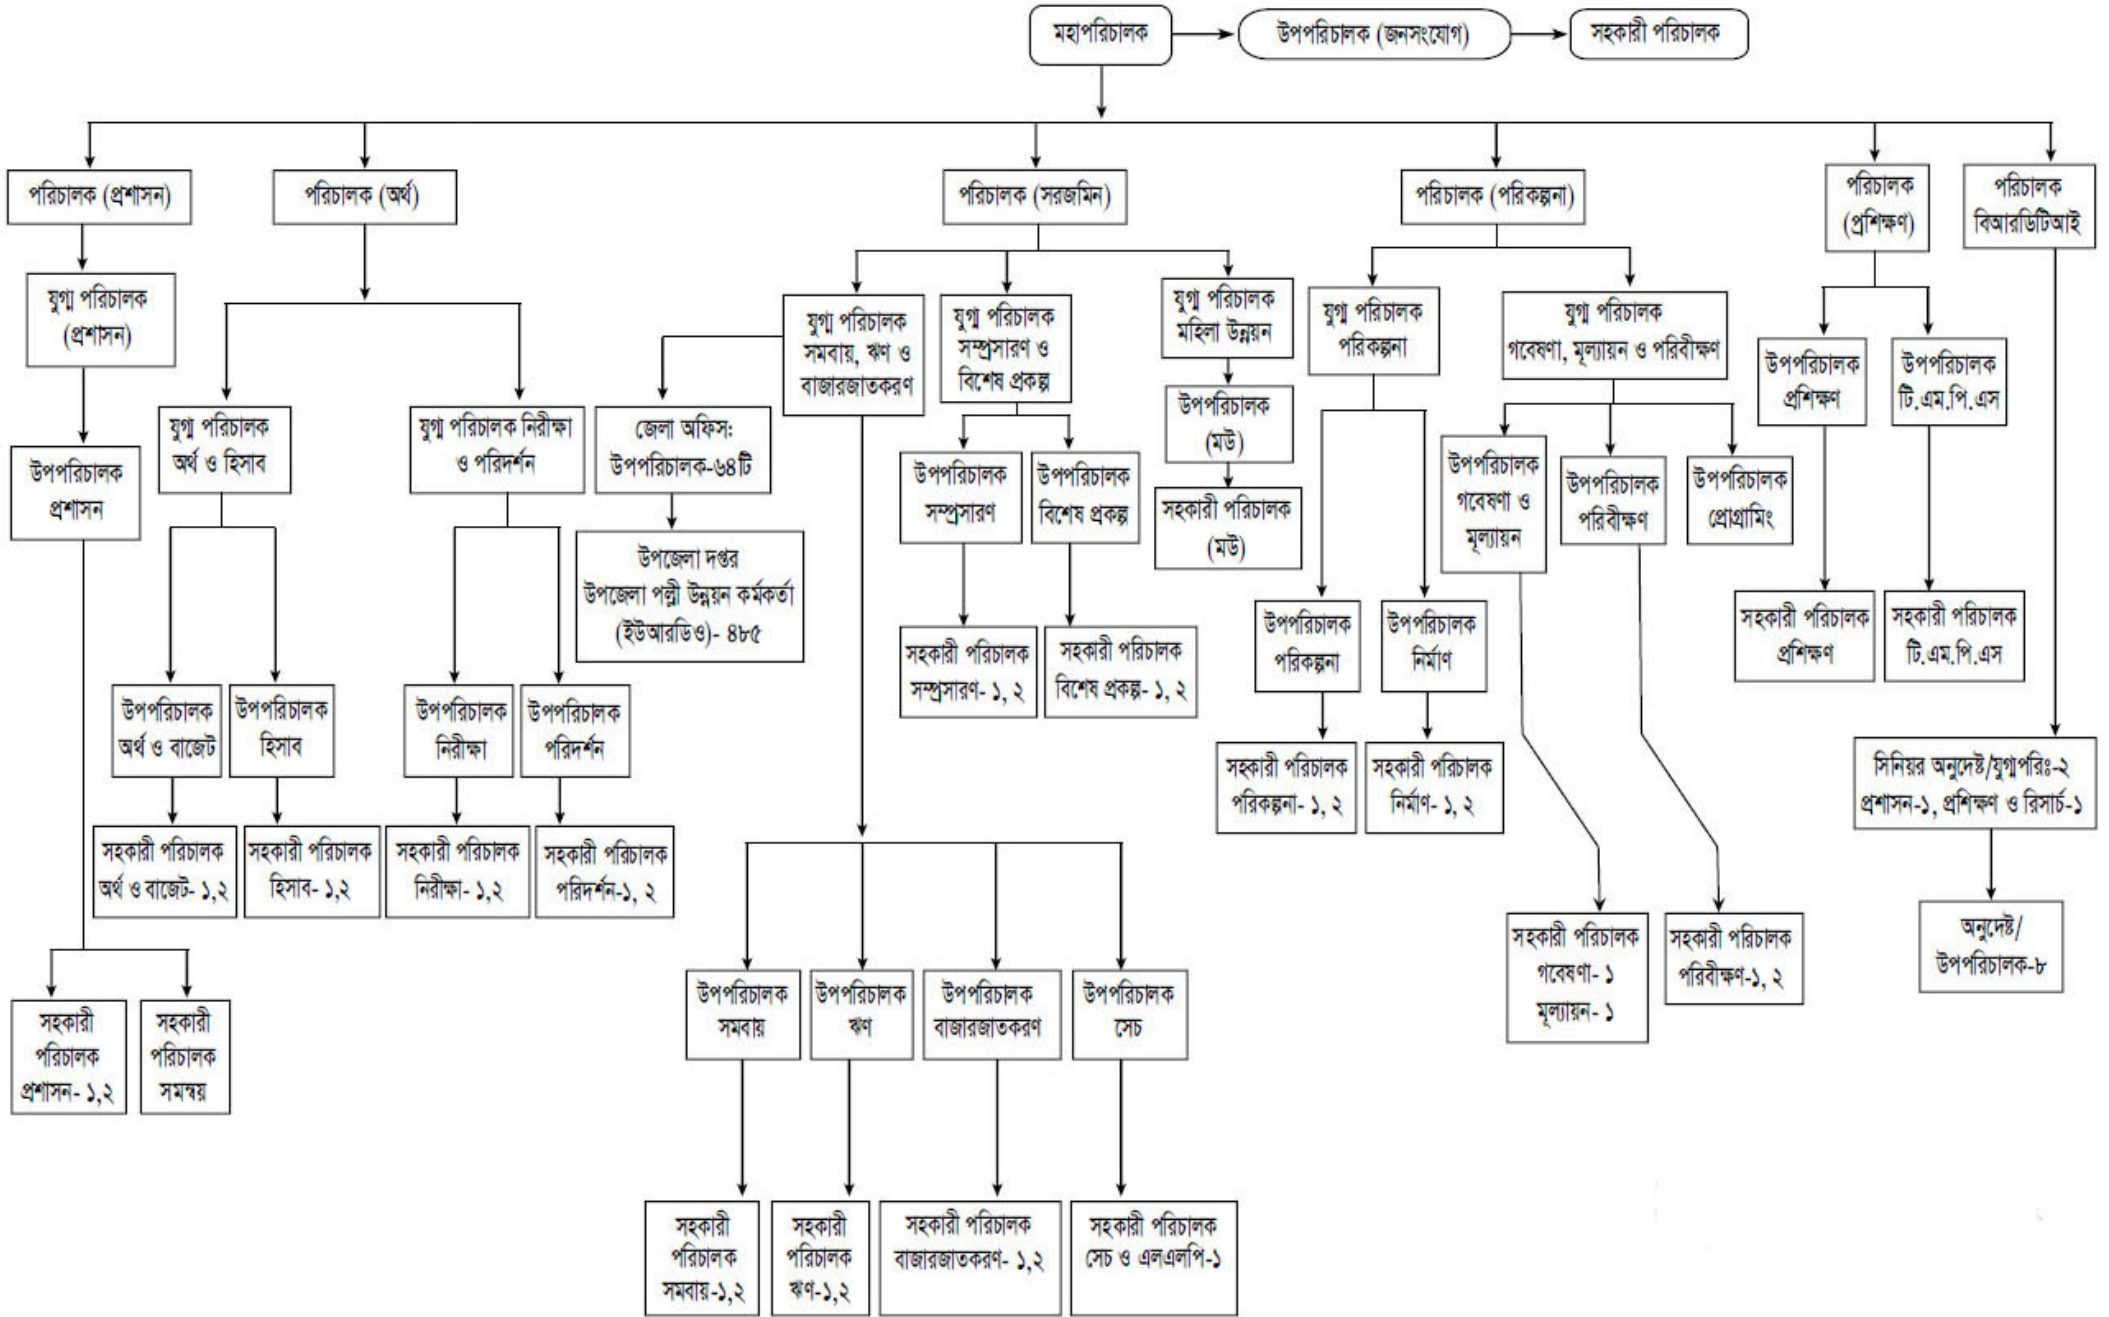 মহাপরিচালক
উপপরিচালক (জনসংযোগ)
সহকারী পরিচালক
পরিচালক (প্রশাসন)
পরিচালক (অর্থ)
পরিচালক (সরজমিন)
পরিচালক (পরিকল্পনা)
পরিচালক
(প্রশিক্ষণ)
পরিচালক
বিআরডিটিআই
যুগ্ম পরিচালক
(প্রশাসন)
যুগ্ম পরিচালক
সমবায়, ঋণ ও
বাজারজাতকরণ
যুগ্ম পরিচালক
সম্প্রসারণ ও
বিশেষ প্রকল্প
যুগ্ম পরিচালক
মহিলা উন্নয়ন
যুগ্ম পরিচালক
পরিকল্পনা
যুগ্ম পরিচালক
গবেষণা, মূল্যায়ন ও পরিবীক্ষণ
উপপরিচালক
প্রশিক্ষণ
উপপরিচালক
টি.এম.পি.এস
উপপরিচালক
প্রশাসন
যুগ্ম পরিচালক
অর্থ ও হিসাব
যুগ্ম পরিচালক নিরীক্ষা
ও পরিদর্শন
জেলা অফিস:
উপপরিচালক-৬৪টি
উপপরিচালক
(মউ)
উপপরিচালক
সম্প্রসারণ
উপপরিচালক
বিশেষ প্রকল্প
সহকারী পরিচালক
(মউ)
উপপরিচালক
গবেষণা ও
মূল্যায়ন
উপপরিচালক
পরিবীক্ষণ
উপপরিচালক
প্রোগ্রামিং
উপজেলা দপ্তর
উপজেলা পল্লী উন্নয়ন কর্মকর্তা
(ইউআরডিও)- ৪৮৫
সহকারী পরিচালক
সম্প্রসারণ- ১, ২
সহকারী পরিচালক
বিশেষ প্রকল্প- ১, ২
উপপরিচালক
পরিকল্পনা
উপপরিচালক
নির্মাণ
সহকারী পরিচালক
প্রশিক্ষণ
সহকারী পরিচালক
টি.এম.পি.এস
উপপরিচালক
অর্থ ও বাজেট
উপপরিচালক
হিসাব
উপপরিচালক
নিরীক্ষা
উপপরিচালক
পরিদর্শন
সহকারী পরিচালক
পরিকল্পনা- ১, ২
সহকারী পরিচালক
নির্মাণ- ১, ২
সিনিয়র অনুদেষ্ট/যুগ্মপরিঃ-২
প্রশাসন-১, প্রশিক্ষণ ও রিসার্চ-১
সহকারী পরিচালক
অর্থ ও বাজেট- ১,২
সহকারী পরিচালক
হিসাব- ১,২
সহকারী পরিচালক
নিরীক্ষা- ১,২
সহকারী পরিচালক
পরিদর্শন-১, ২
সহকারী পরিচালক
গবেষণা- ১
মূল্যায়ন- ১
সহকারী পরিচালক
পরিবীক্ষণ-১, ২
অনুদেষ্ট/
উপপরিচালক-৮
সহকারী
পরিচালক
প্রশাসন- ১,২
সহকারী
পরিচালক
সমন্বয়
উপপরিচালক
সমবায়
উপপরিচালক
ঋণ
উপপরিচালক
বাজারজাতকরণ
উপপরিচালক
সেচ
সহকারী
পরিচালক
সমবায়-১,২
সহকারী
পরিচালক
ঋণ-১,২
সহকারী পরিচালক
বাজারজাতকরণ- ১,২
সহকারী পরিচালক
সেচ ও এলএলপি-১